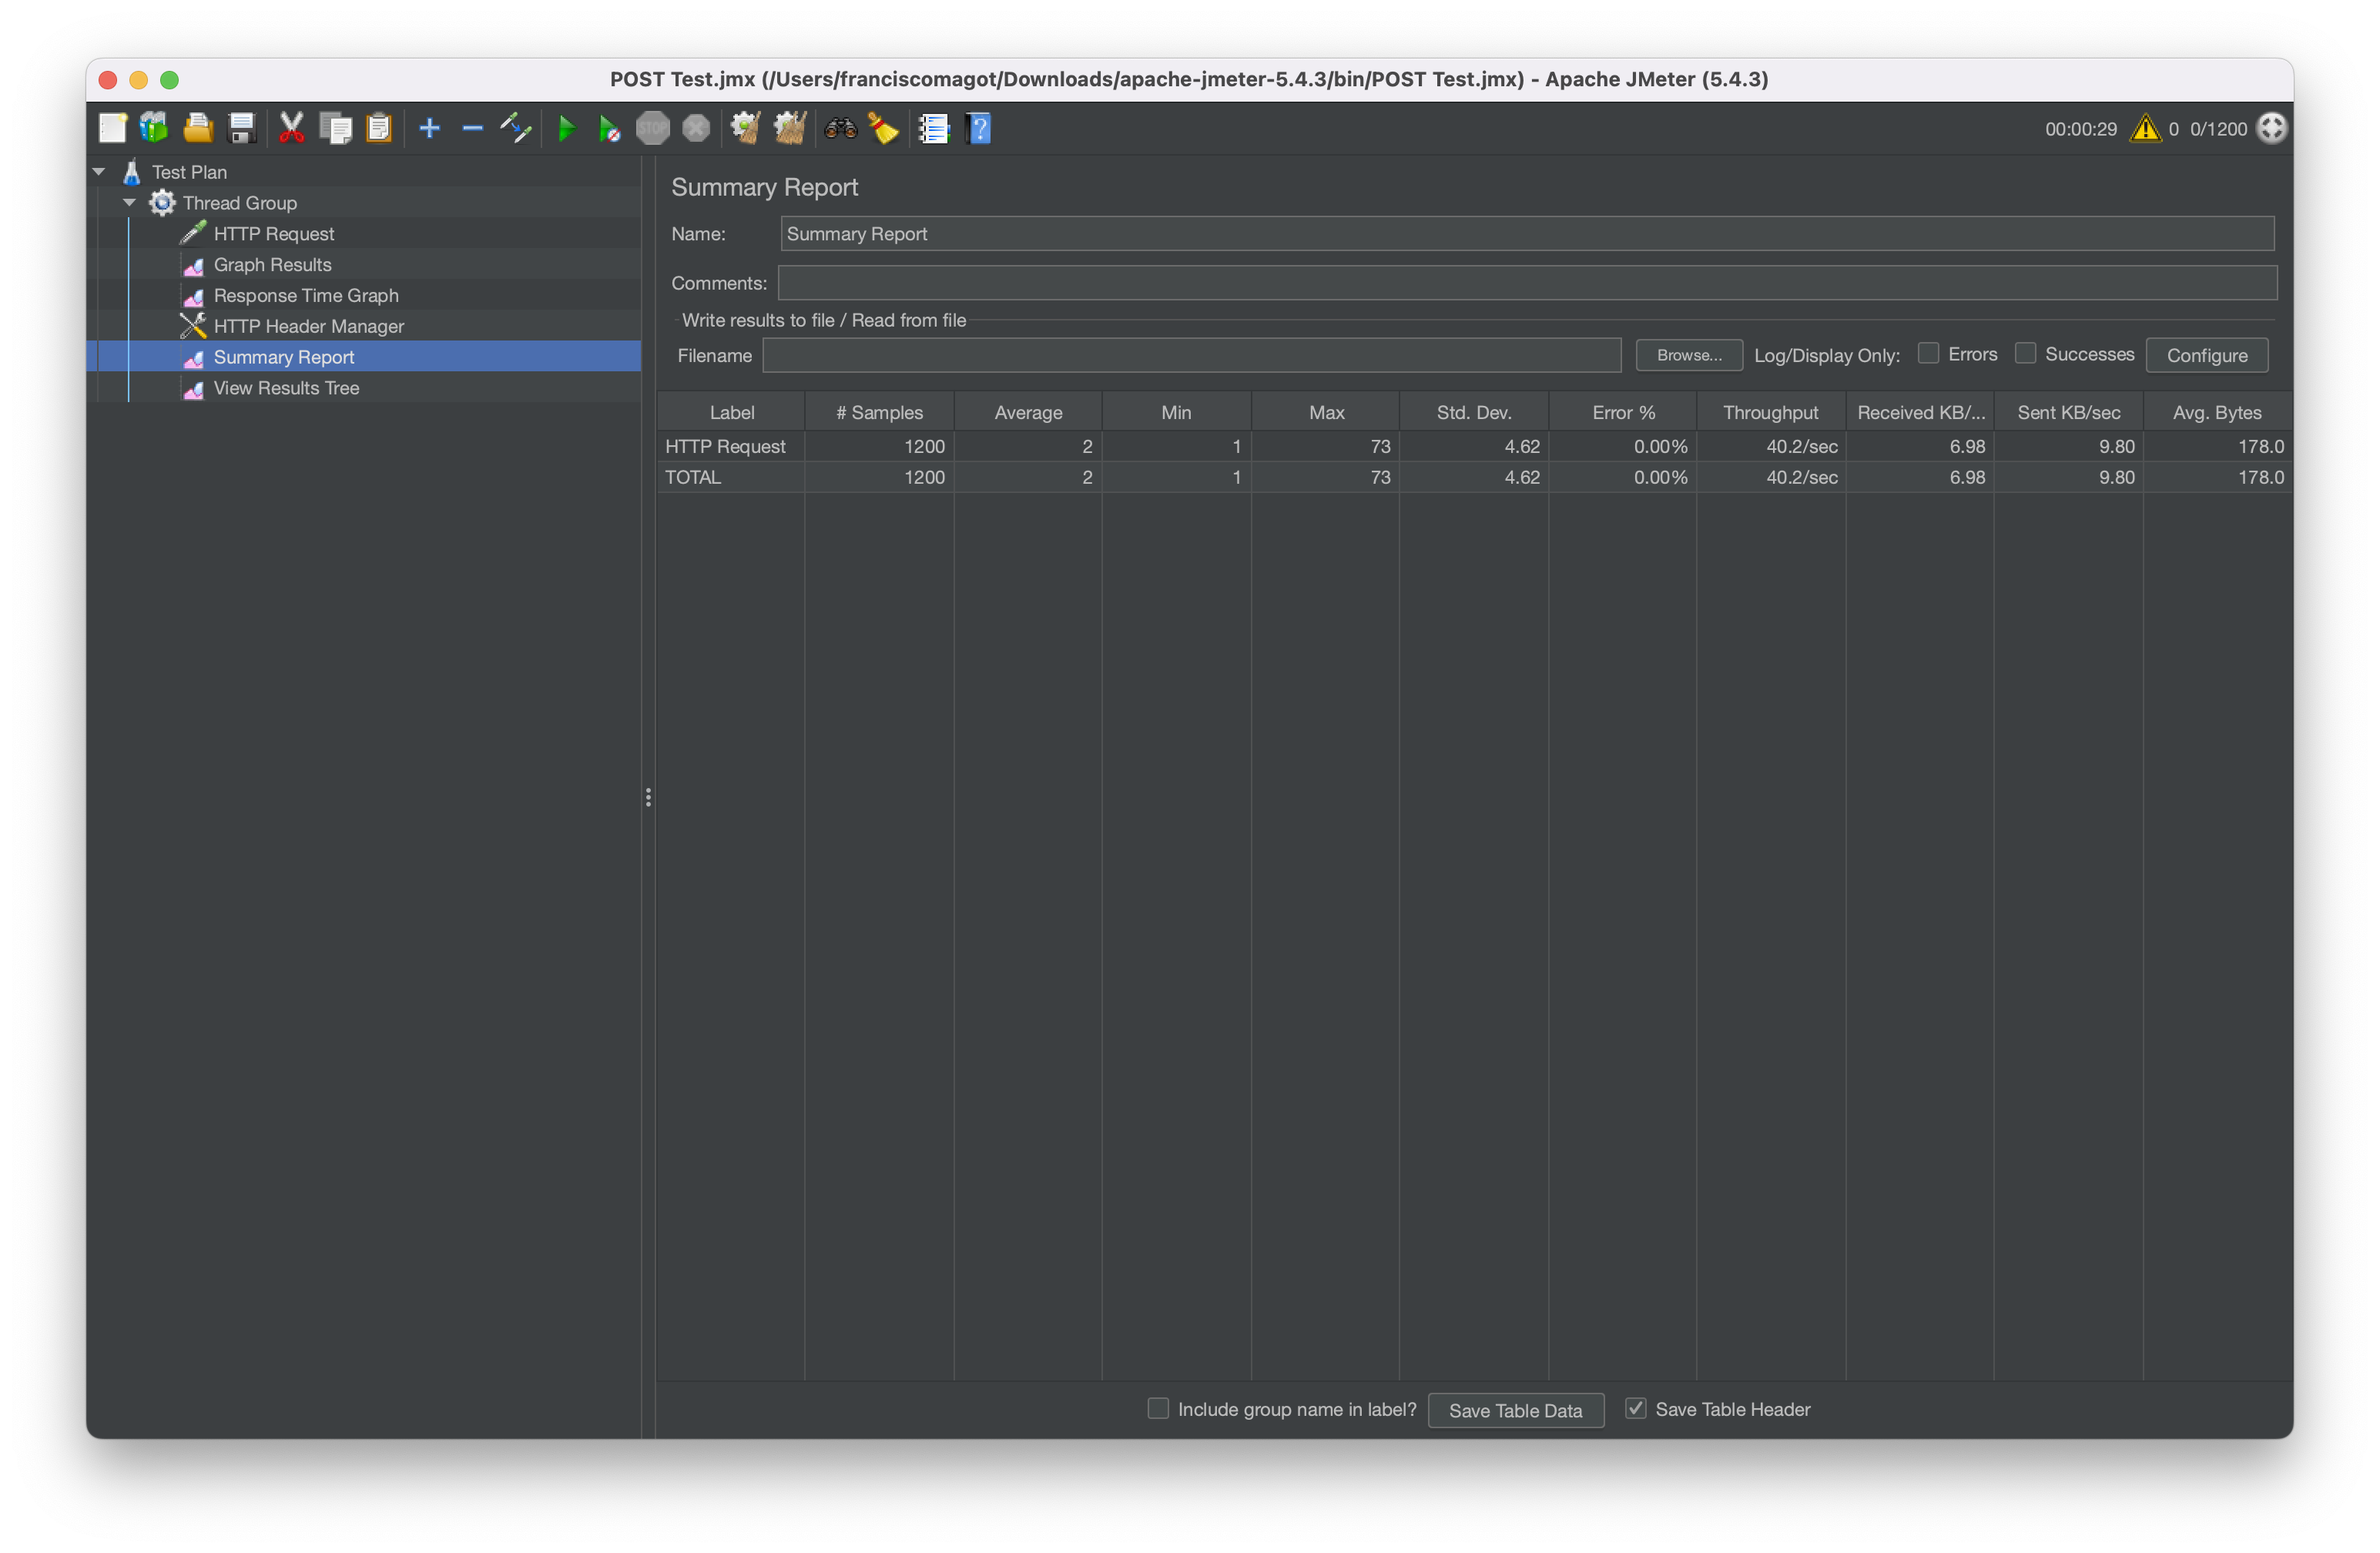 POST Test.jmx (/Users/franciscomagot/Downloads/apache-jmeter-5.4.3/bin/POST Test.jmx) - Apache JMeter (5.4.3)
STOP
00:00:29 0 0/1200
Test Plan
Thread Group
HTTP Request
Graph Results
Response Time Graph
HTTP Header Manager
Summary Report
View Results Tree
Summary Report
Name: Summary Report
Comments:
Write results to file / Read from file
Filename Browse... Log/Display Only: Errors Successes Configure
Label # Samples Average Min Max Std. Dev. Error % Throughput Received KB/... Sent KB/sec Avg. Bytes
HTTP Request 1200 2 1 73 4.62 0.00% 40.2/sec 6.98 9.80 178.0
TOTAL 1200 2 1 73 4.62 0.00% 40.2/sec 6.98 9.80 178.0
Include group name in label? Save Table Data Save Table Header